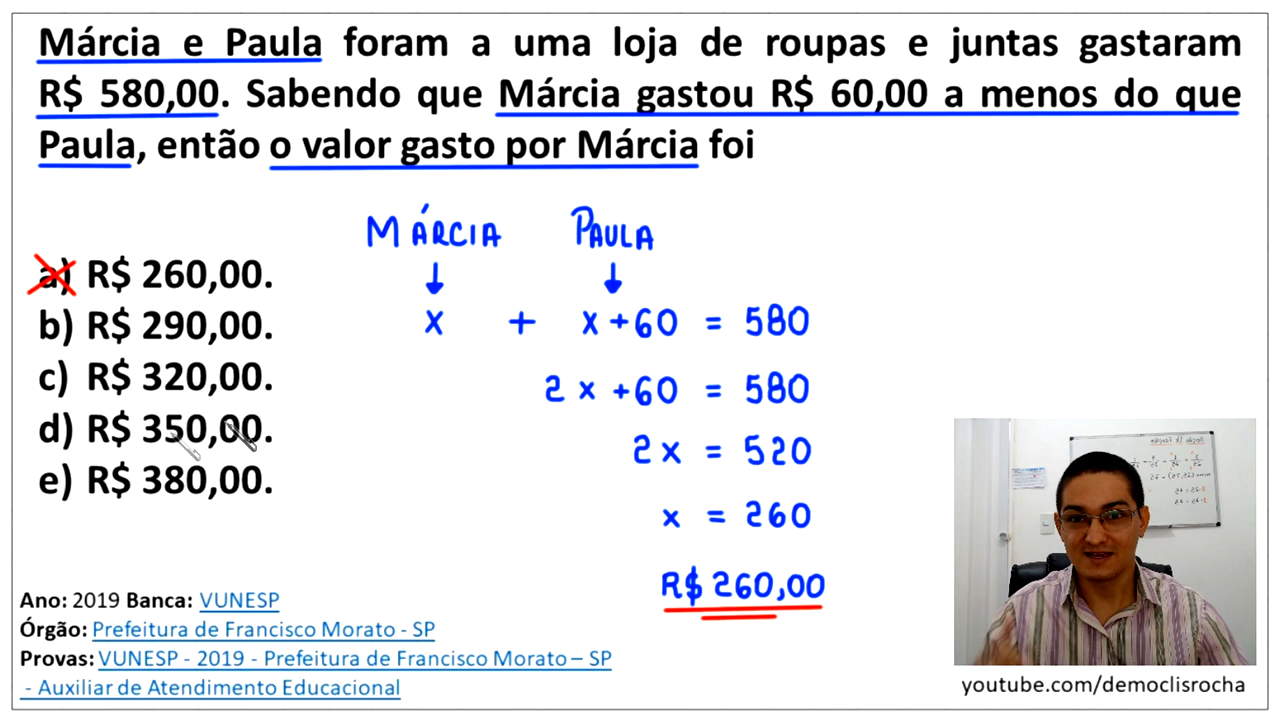 Márcia e Paula foram a uma loja de roupas e juntas gastaram
R$ 580,00. Sabendo que Márcia gastou R$ 60,00 a menos do que
Paula, então o valor gasto por Márcia foi
MÁRCIA PAULA
↓ ↓
a) R$ 260,00.
b) R$ 290,00.
c) R$ 320,00.
d) R$ 350,00.
e) R$ 380,00.
x + x+60 = 580
2x+60 = 580
2x = 520
x = 260
R$ 260,00
Ano: 2019 Banca: VUNESP
Órgão: Prefeitura de Francisco Morato - SP
Provas: VUNESP - 2019 - Prefeitura de Francisco Morato – SP
- Auxiliar de Atendimento Educacional
youtube.com/democlisrocha